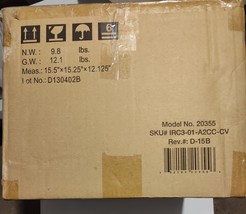 6
N.W.: 9.8 lbs.
G.W.: 12.1 lbs.
Meas.: 15.5"×15.25"×12.125"
Lot No.: D130402B
Model No. 20355
SKU# IRC3-01-A2CC-CV
Rev.#: D-15B